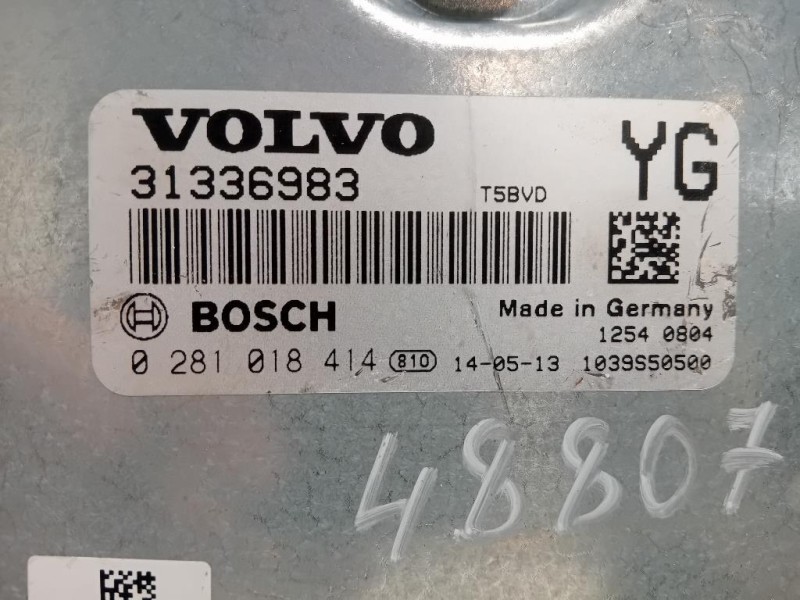 VOLVO
YG
31336983
T5BVD
BOSCH
Made in Germany
1254 0804
0 281 018 414 810 14-05-13 1039S50500
48807